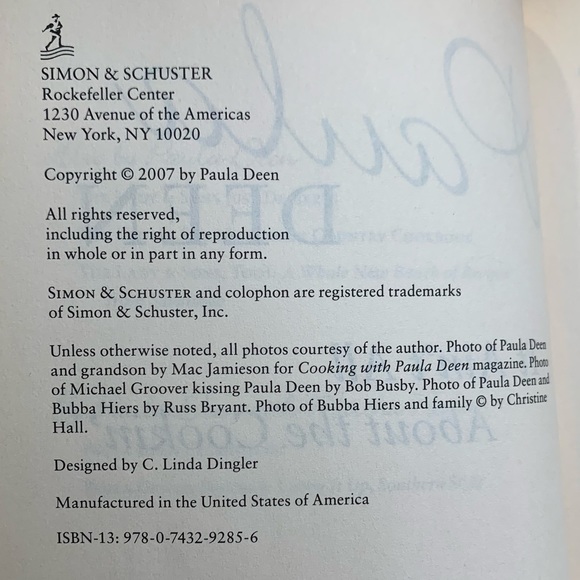 SIMON & SCHUSTER
Rockefeller Center
1230 Avenue of the Americas
New York, NY 10020
Copyright © 2007 by Paula Deen
All rights reserved,
including the right of reproduction
in whole or in part in any form.
SIMON & SCHUSTER and colophon are registered trademarks
of Simon & Schuster, Inc.
Unless otherwise noted, all photos courtesy of the author. Photo of Paula Deen
and grandson by Mac Jamieson for Cooking with Paula Deen magazine. Photo
of Michael Groover kissing Paula Deen by Bob Busby. Photo of Paula Deen and
Bubba Hiers by Russ Bryant. Photo of Bubba Hiers and family © by Christine
Hall.
Designed by C. Linda Dingler
Manufactured in the United States of America
ISBN-13: 978-0-7432-9285-6
Paula
DEEN
About the Cookin'